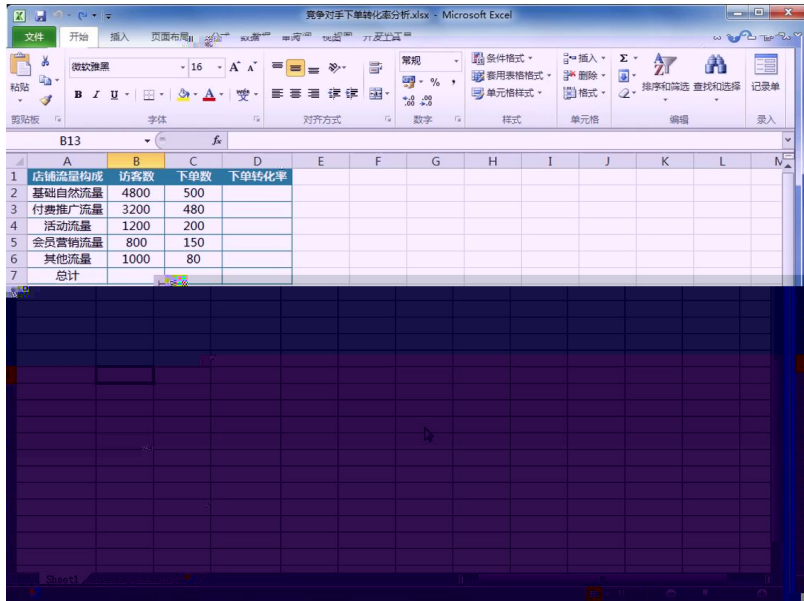 竞争对手下单转化率分析.xlsx - Microsoft Excel
文件 开始 插入 页面布局
粘贴 微软雅黑 16 A A 常规 条件格式 插入 Σ
B I U A 变 % , 套用表格格式 删除 排序和筛选 查找和选择 记录单
单元格样式 格式
剪贴板 字体 对齐方式 数字 样式 单元格 编辑 录入
B13 fx
A B C D E F G H I J K L
1 店铺流量构成 访客数 下单数 下单转化率
2 基础自然流量 4800 500
3 付费推广流量 3200 480
4 活动流量 1200 200
5 会员营销流量 800 150
6 其他流量 1000 80
7 总计
Sheet1